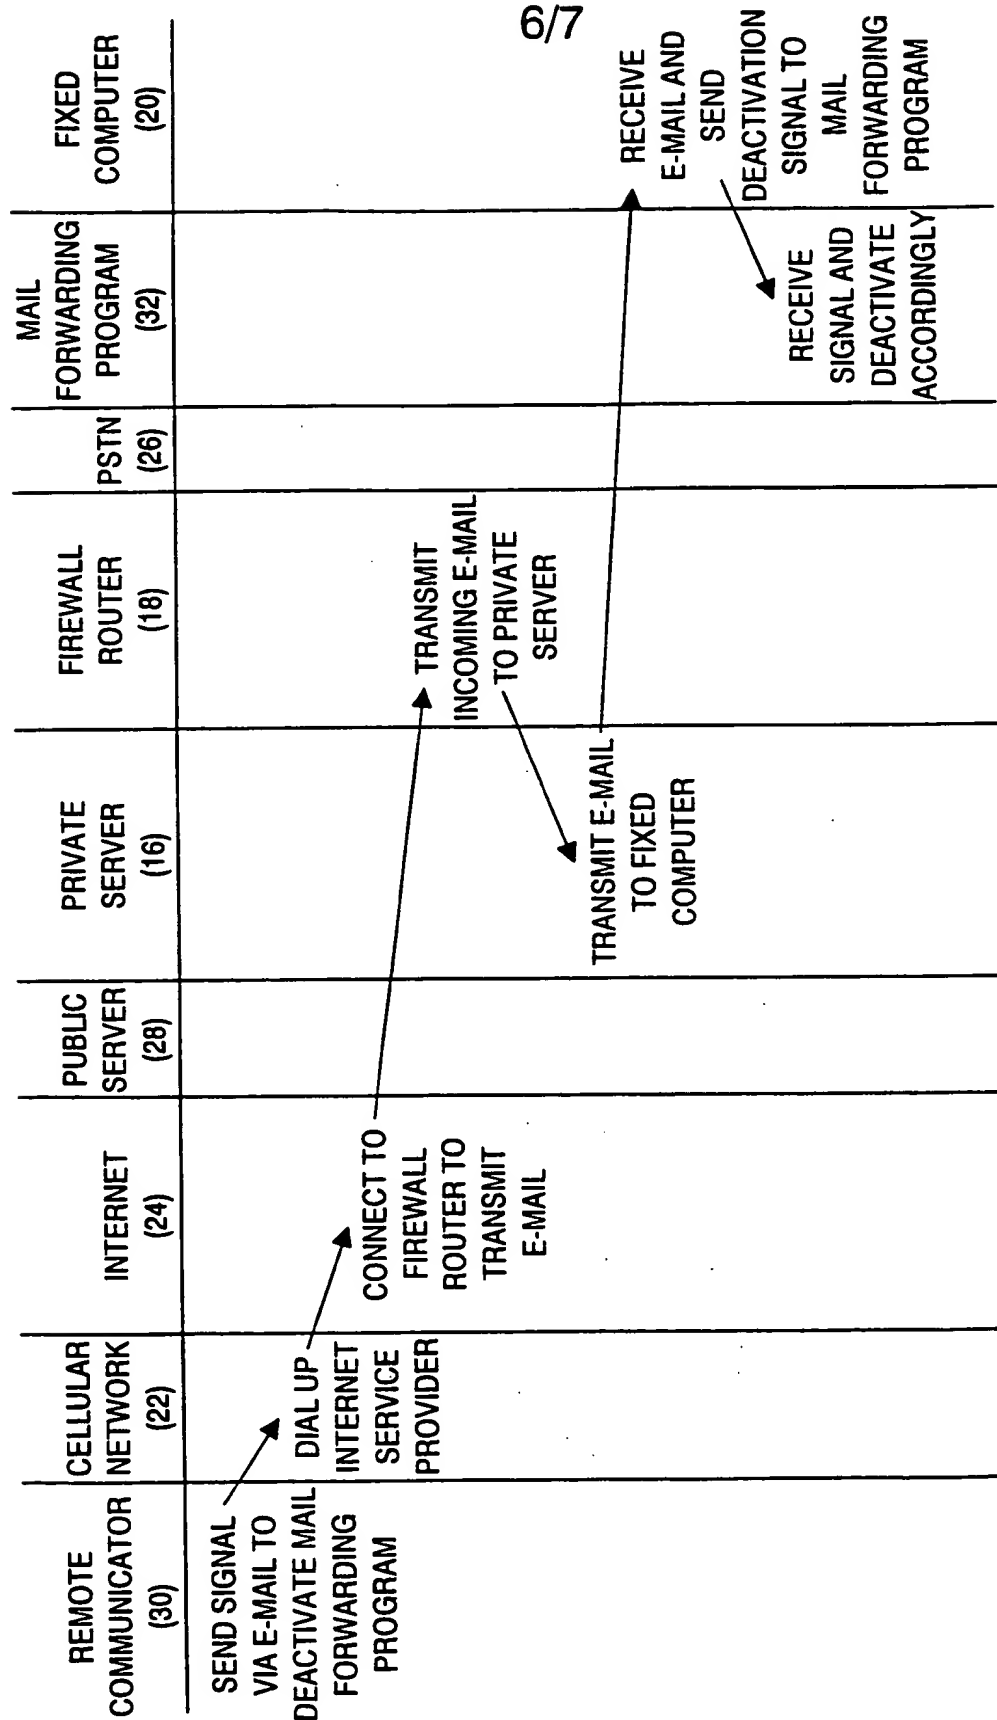 6/7
REMOTE
COMMUNICATOR
(30)
CELLULAR
NETWORK
(22)
INTERNET
(24)
PUBLIC
SERVER
(28)
PRIVATE
SERVER
(16)
FIREWALL
ROUTER
(18)
PSTN
(26)
MAIL
FORWARDING
PROGRAM
(32)
FIXED
COMPUTER
(20)
SEND SIGNAL
VIA E-MAIL TO
DEACTIVATE MAIL
FORWARDING
PROGRAM
DIAL UP
INTERNET
SERVICE
PROVIDER
CONNECT TO
FIREWALL
ROUTER TO
TRANSMIT
E-MAIL
TRANSMIT
INCOMING E-MAIL
TO PRIVATE
SERVER
TRANSMIT E-MAIL
TO FIXED
COMPUTER
RECEIVE
E-MAIL AND
SEND
DEACTIVATION
SIGNAL TO
MAIL
FORWARDING
PROGRAM
RECEIVE
SIGNAL AND
DEACTIVATE
ACCORDINGLY